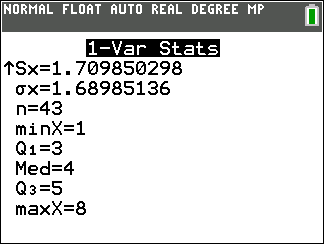 NORMAL FLOAT AUTO REAL DEGREE MP
1-Var Stats
↑Sx=1.709850298
σx=1.68985136
n=43
minX=1
Q₁=3
Med=4
Q₃=5
maxX=8